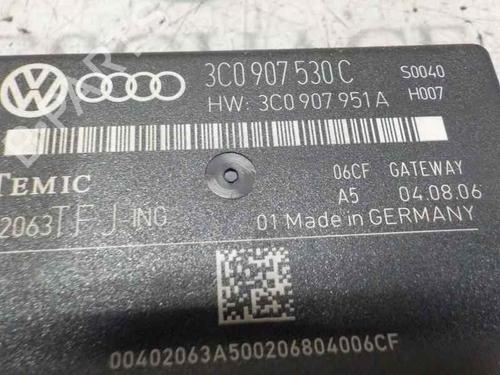 3C0 907 530 C
S0040
HW: 3C0 907 951 A
H007
TEMIC
06CF GATEWAY
2063TFJ ING
A5 04.08.06
01 Made in GERMANY
00402063A500206804006CF